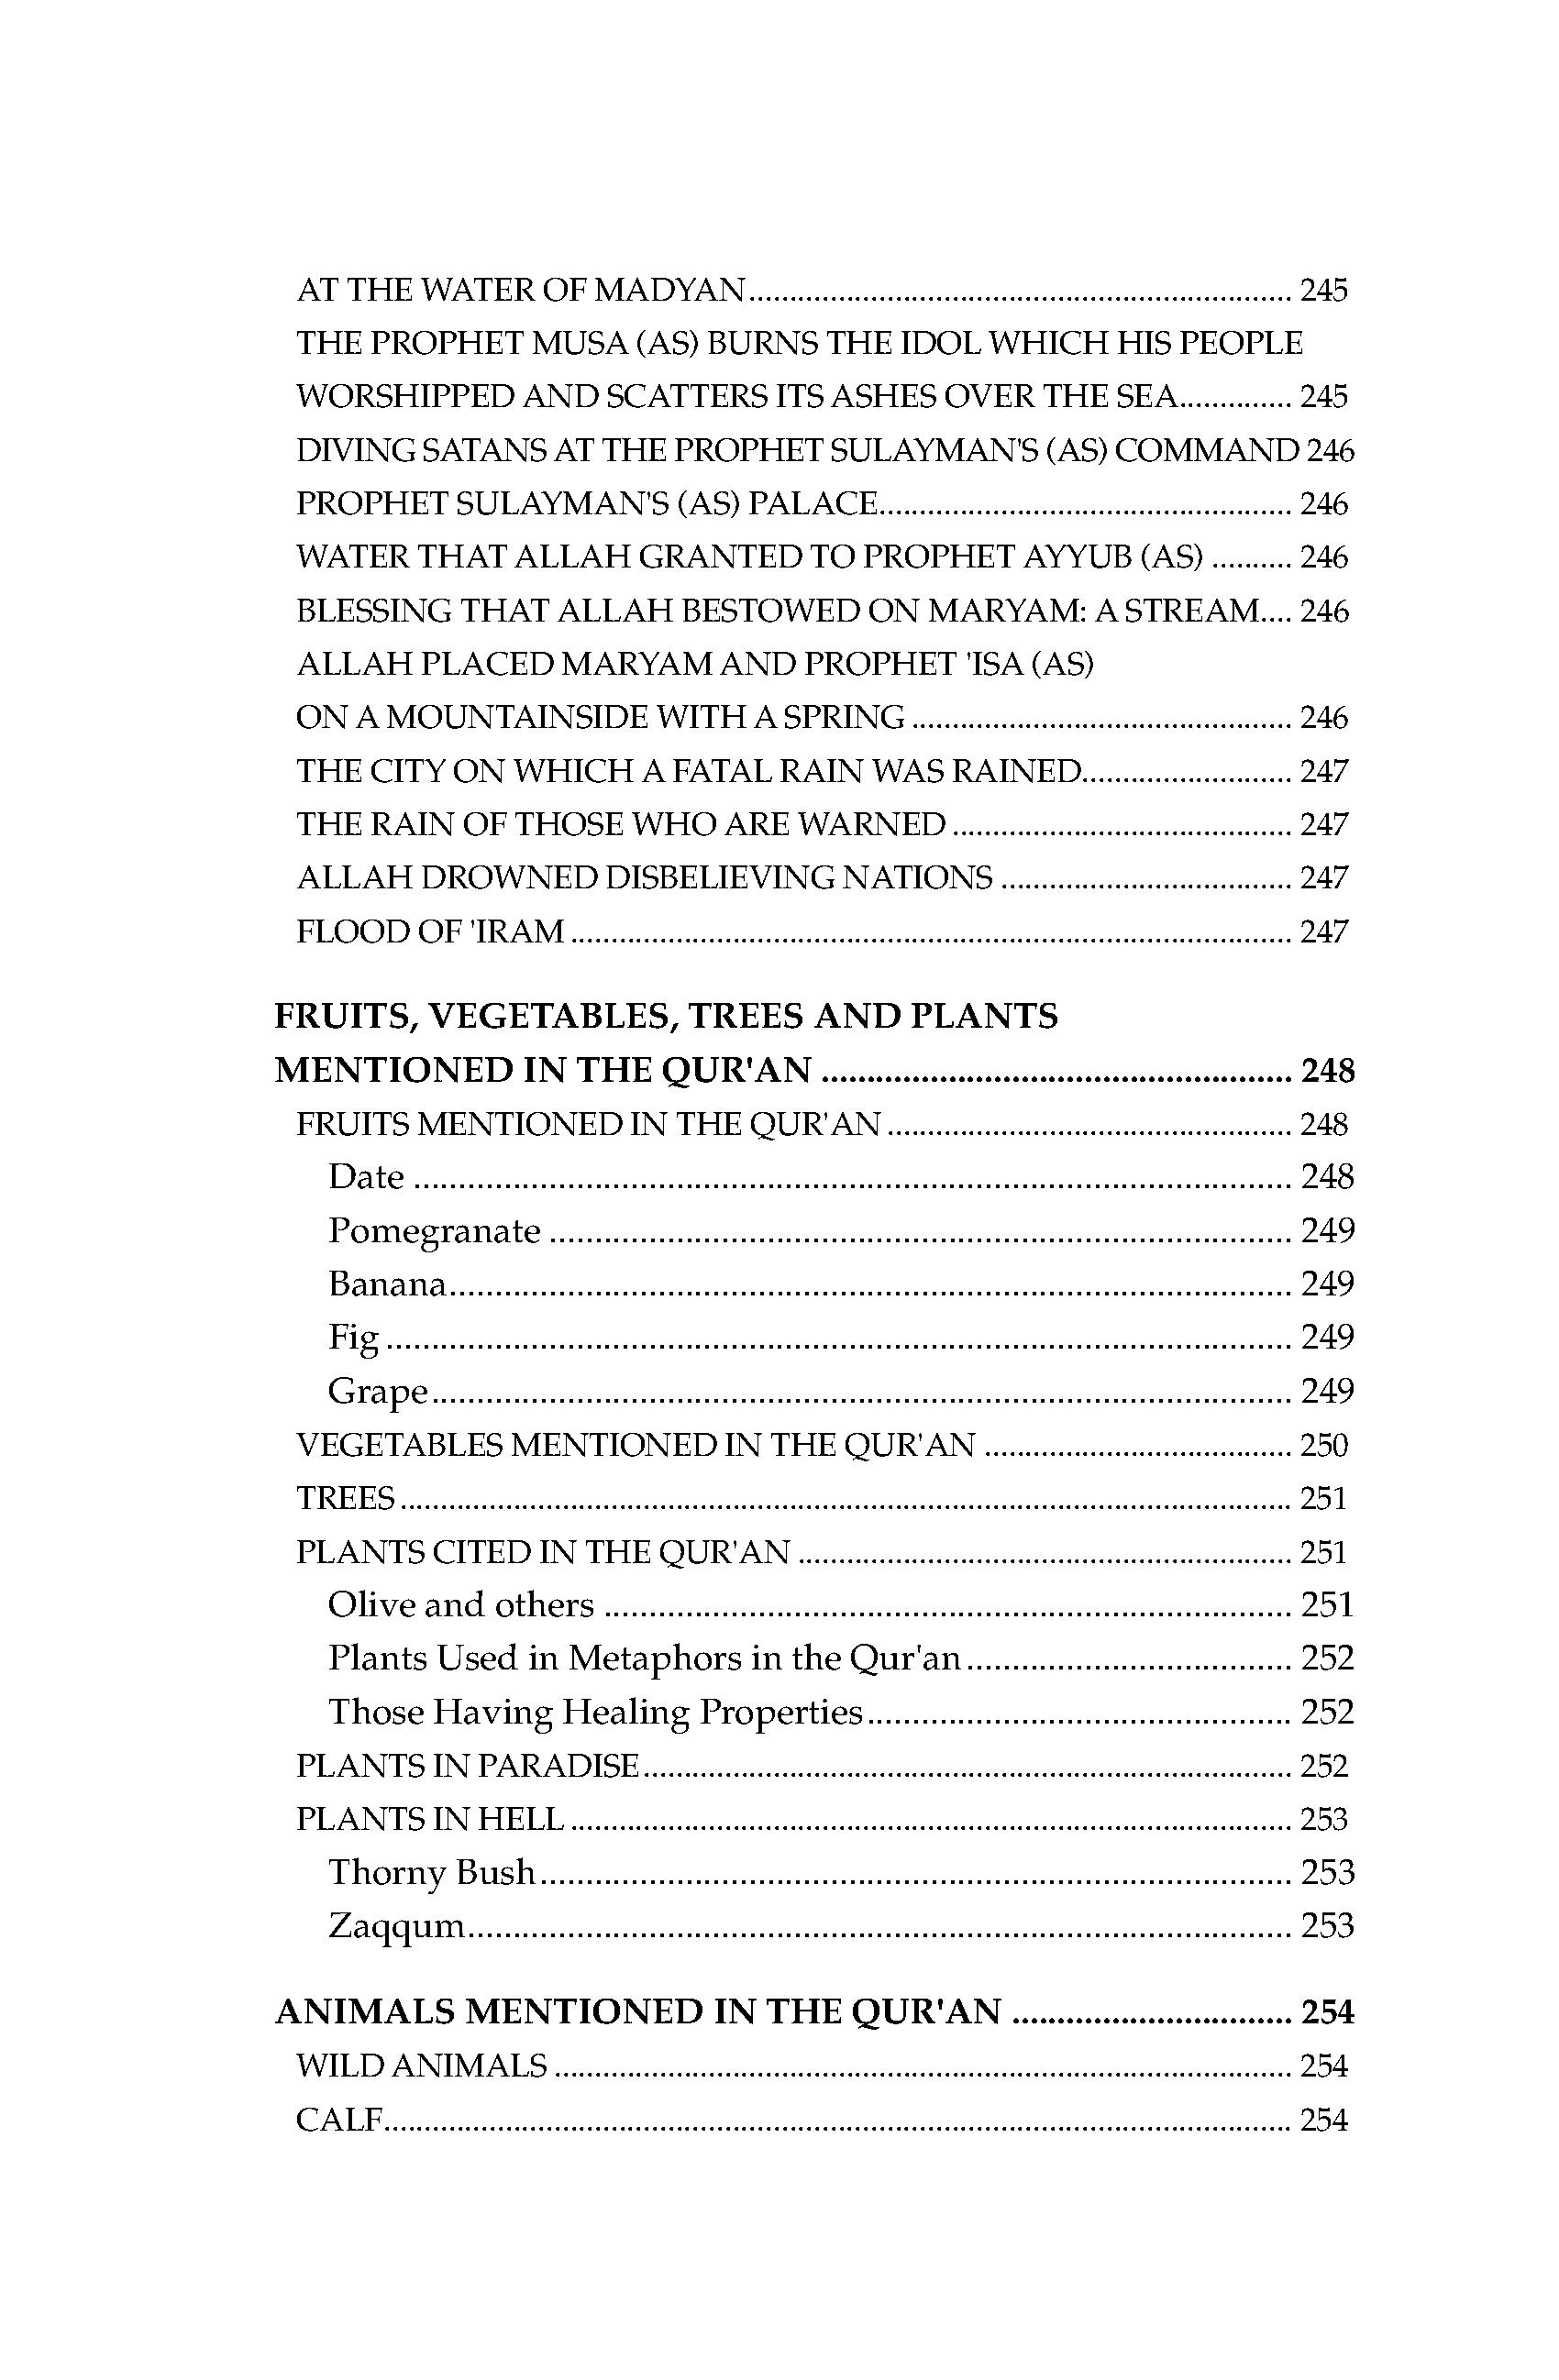 AT THE WATER OF MADYAN.................................................................. 245
THE PROPHET MUSA (AS) BURNS THE IDOL WHICH HIS PEOPLE
WORSHIPPED AND SCATTERS ITS ASHES OVER THE SEA.............. 245
DIVING SATANS AT THE PROPHET SULAYMAN'S (AS) COMMAND 246
PROPHET SULAYMAN'S (AS) PALACE................................................... 246
WATER THAT ALLAH GRANTED TO PROPHET AYYUB (AS) .......... 246
BLESSING THAT ALLAH BESTOWED ON MARYAM: A STREAM.... 246
ALLAH PLACED MARYAM AND PROPHET 'ISA (AS)
ON A MOUNTAINSIDE WITH A SPRING ............................................... 246
THE CITY ON WHICH A FATAL RAIN WAS RAINED.......................... 247
THE RAIN OF THOSE WHO ARE WARNED .......................................... 247
ALLAH DROWNED DISBELIEVING NATIONS .................................... 247
FLOOD OF 'IRAM ......................................................................................... 247
FRUITS, VEGETABLES, TREES AND PLANTS
MENTIONED IN THE QUR'AN .................................................... 248
FRUITS MENTIONED IN THE QUR'AN .................................................. 248
Date ................................................................................................. 248
Pomegranate .................................................................................. 249
Banana............................................................................................. 249
Fig .................................................................................................... 249
Grape............................................................................................... 249
VEGETABLES MENTIONED IN THE QUR'AN ...................................... 250
TREES .............................................................................................................. 251
PLANTS CITED IN THE QUR'AN ............................................................. 251
Olive and others ............................................................................ 251
Plants Used in Metaphors in the Qur'an .................................... 252
Those Having Healing Properties............................................... 252
PLANTS IN PARADISE................................................................................ 252
PLANTS IN HELL ......................................................................................... 253
Thorny Bush................................................................................... 253
Zaqqum........................................................................................... 253
ANIMALS MENTIONED IN THE QUR'AN ............................... 254
WILD ANIMALS ........................................................................................... 254
CALF................................................................................................................ 254